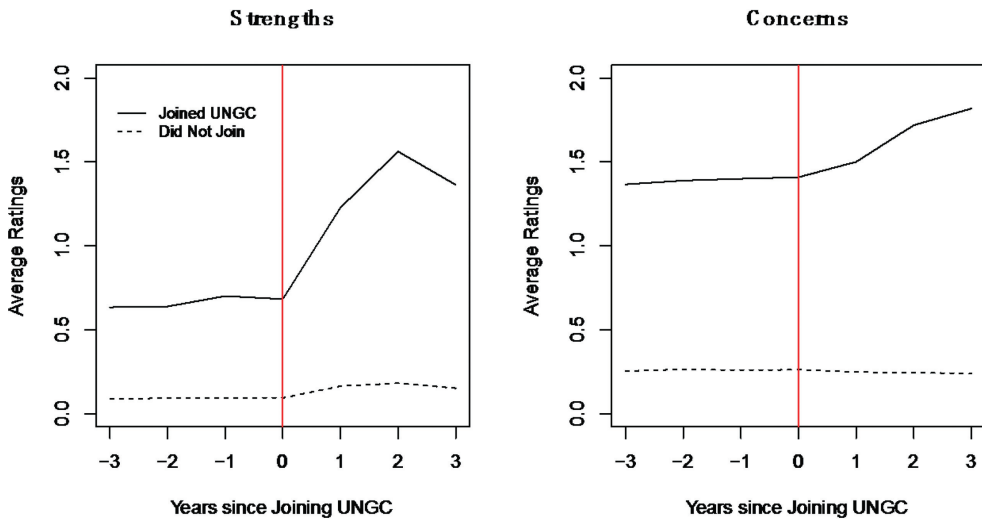 Strengths
Average Ratings
2.0
1.5
1.0
0.5
0.0
Joined UNGC
Did Not Join
−3 −2 −1 0 1 2 3
Years since Joining UNGC
Concerns
Average Ratings
2.0
1.5
1.0
0.5
0.0
−3 −2 −1 0 1 2 3
Years since Joining UNGC